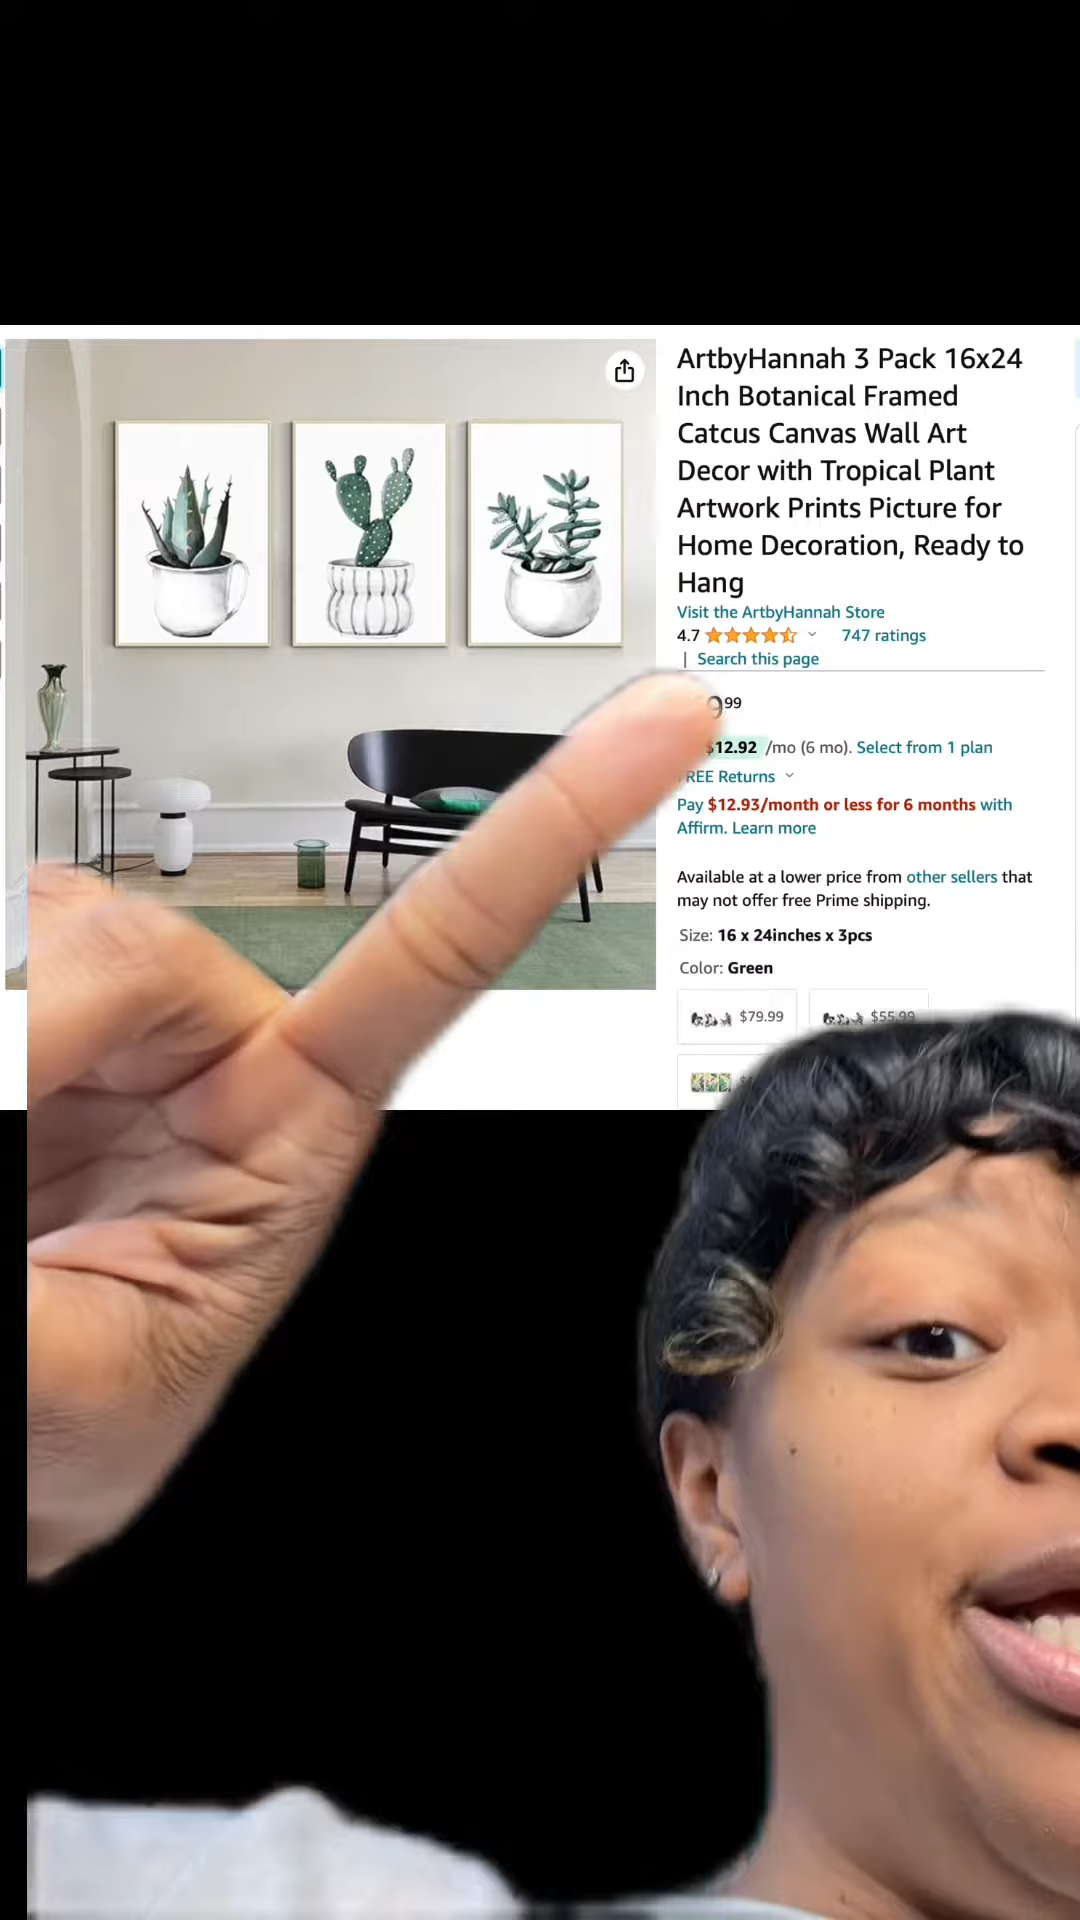 ArtbyHannah 3 Pack 16x24
Inch Botanical Framed
Catcus Canvas Wall Art
Decor with Tropical Plant
Artwork Prints Picture for
Home Decoration, Ready to
Hang
Visit the ArtbyHannah Store
4.7 747 ratings
| Search this page
9 99
$12.92 /mo (6 mo). Select from 1 plan
FREE Returns
Pay $12.93/month or less for 6 months with
Affirm. Learn more
Available at a lower price from other sellers that
may not offer free Prime shipping.
Size: 16 x 24inches x 3pcs
Color: Green
$79.99 $55.99